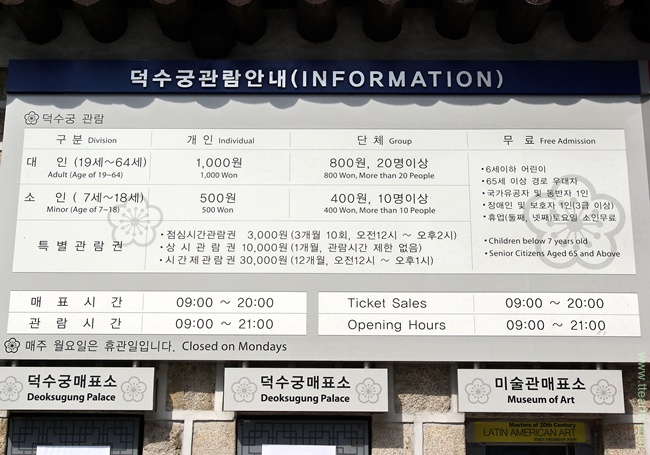 덕수궁관람안내(INFORMATION)
덕수궁 관람
구 분 Division 개 인 Individual 단 체 Group 무 료 Free Admission
대 인 (19세~64세) 1,000원 800원, 20명이상
Adult (Age of 19~64) 1,000 Won 800 Won, More than 20 People
소 인 ( 7세~18세) 500원 400원, 10명이상
Minor (Age of 7~18) 500 Won 400 Won, More than 10 People
특 별 관 람 권
• 점심시간관람권 3,000원 (3개월 10회, 오전12시 ~ 오후2시)
• 상 시 관 람 권 10,000원 (1개월, 관람시간 제한 없음)
• 시간제관람권 30,000원 (12개월, 오전12시 ~ 오후1시)
• 6세이하 어린이
• 65세 이상 경로 우대자
• 국가유공자 및 동반자 1인
• 장애인 및 보호자 1인(3급 이상)
• 휴업(둘째, 넷째)토요일 소인무료
• Children below 7 years old
• Senior Citizens Aged 65 and Above
매 표 시 간 09:00 ~ 20:00 Ticket Sales 09:00 ~ 20:00
관 람 시 간 09:00 ~ 21:00 Opening Hours 09:00 ~ 21:00
매주 월요일은 휴관일입니다. Closed on Mondays
덕수궁매표소
Deoksugung Palace
덕수궁매표소
Deoksugung Palace
미술관매표소
Museum of Art
Masters of 20th Century
LATIN AMERICAN ART